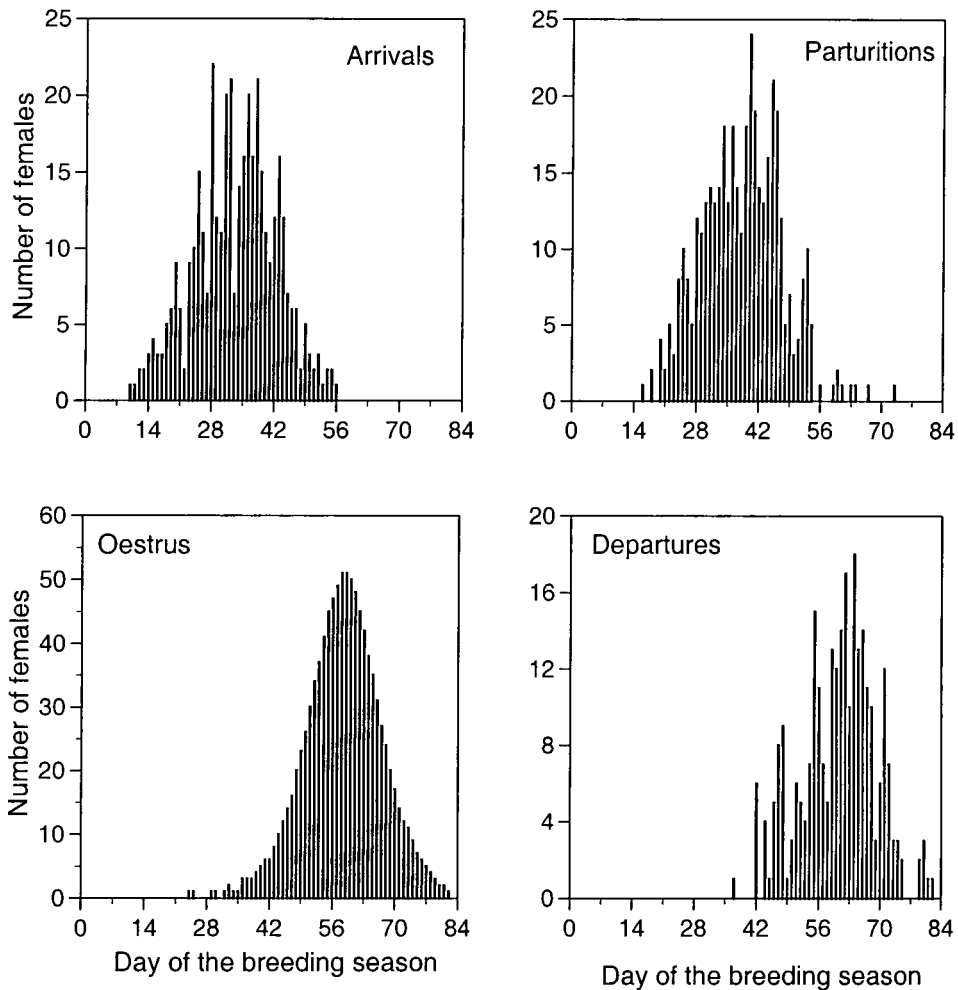 Arrivals
Number of females
25
20
15
10
5
0
0 14 28 42 56 70 84
Parturitions
25
20
15
10
5
0
0 14 28 42 56 70 84
Oestrus
Number of females
60
50
40
30
20
10
0
0 14 28 42 56 70 84
Day of the breeding season
Departures
20
16
12
8
4
0
0 14 28 42 56 70 84
Day of the breeding season